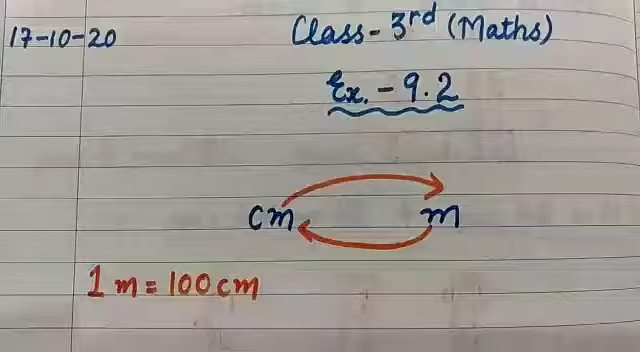 17-10-20
Class- 3rd (Maths)
Ex. - 9.2
cm m
1 m = 100 cm